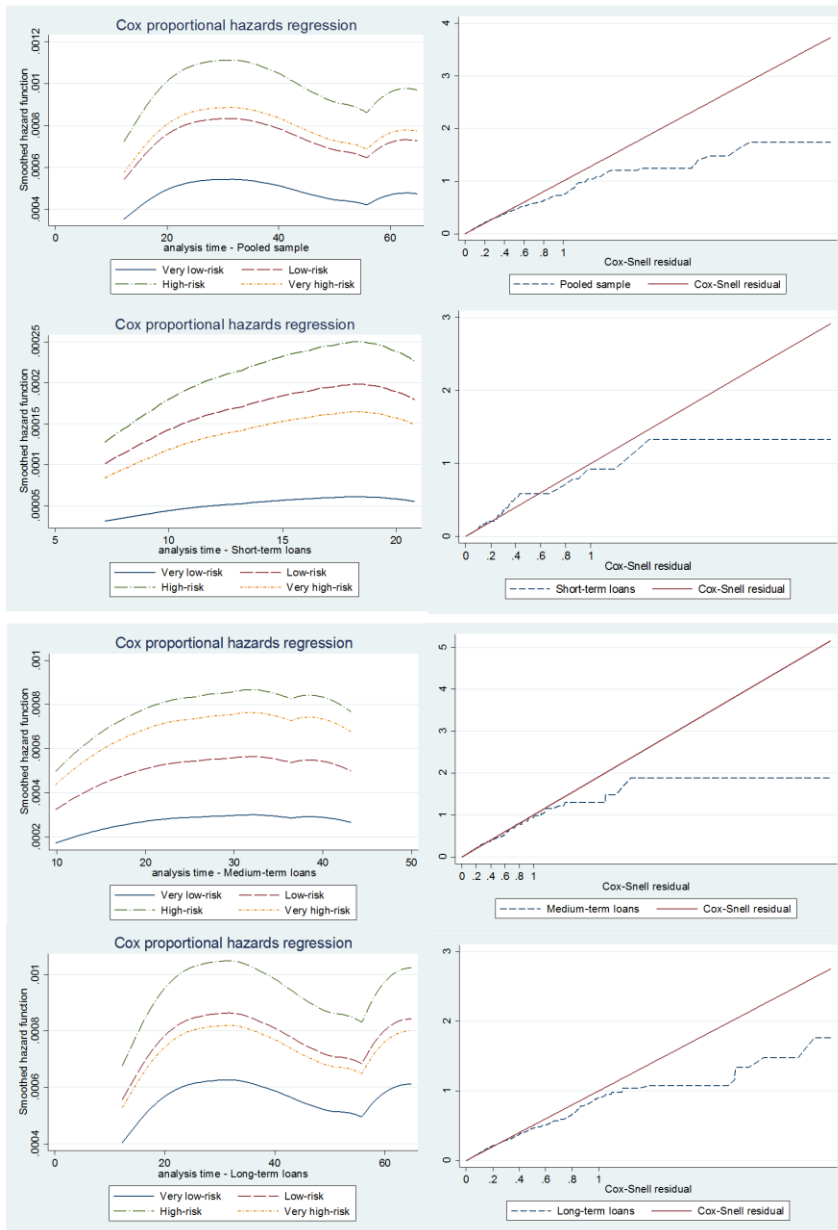 Cox proportional hazards regression
Smoothed hazard function
.0004 .0006 .0008 .001 .0012
0 20 40 60
analysis time - Pooled sample
Very low-risk Low-risk
High-risk Very high-risk
0 1 2 3 4
0 .2 .4 .6 .8 1
Cox-Snell residual
Pooled sample Cox-Snell residual
Cox proportional hazards regression
Smoothed hazard function
.00005 .0001 .00015 .0002 .00025
5 10 15 20
analysis time - Short-term loans
Very low-risk Low-risk
High-risk Very high-risk
0 1 2 3
0 .2 .4 .6 .8 1
Cox-Snell residual
Short-term loans Cox-Snell residual
Cox proportional hazards regression
Smoothed hazard function
.0002 .0004 .0006 .0008 .001
10 20 30 40 50
analysis time - Medium-term loans
Very low-risk Low-risk
High-risk Very high-risk
0 1 2 3 4 5
0 .2 .4 .6 .8 1
Cox-Snell residual
Medium-term loans Cox-Snell residual
Cox proportional hazards regression
Smoothed hazard function
.0004 .0006 .0008 .001
0 20 40 60
analysis time - Long-term loans
Very low-risk Low-risk
High-risk Very high-risk
0 1 2 3
0 .2 .4 .6 .8 1
Cox-Snell residual
Long-term loans Cox-Snell residual